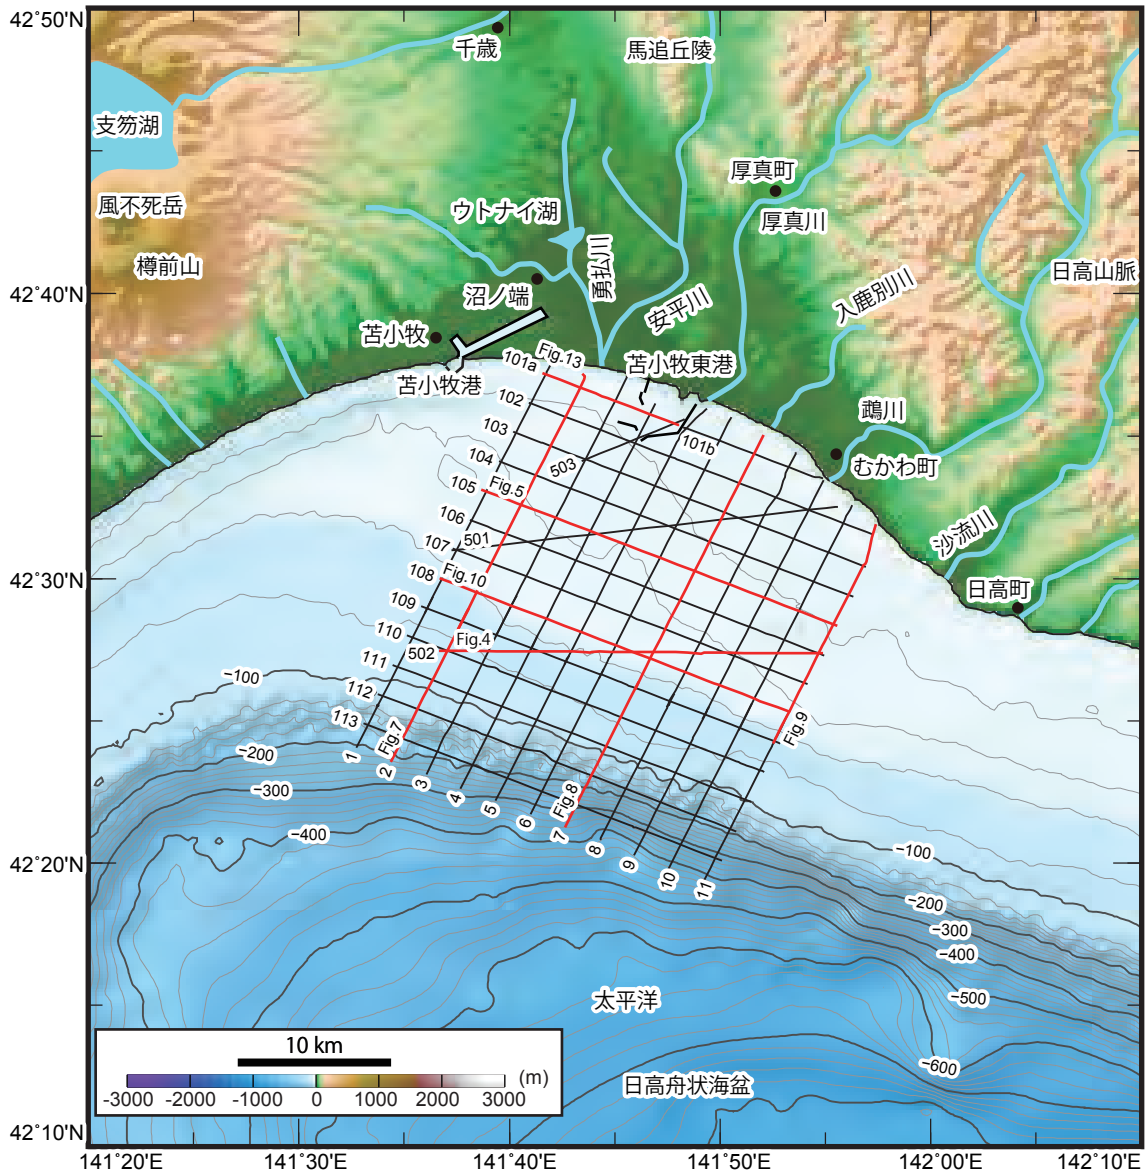 42°50'N
千歳
馬追丘陵
支笏湖
厚真町
風不死岳
ウトナイ湖
厚真川
勇払川
樽前山
日高山脈
42°40'N
沼ノ端
入鹿別川
安平川
苫小牧
Fig.13
101a
苫小牧東港
苫小牧港
102
鵡川
103
101b
104
503
むかわ町
105
Fig.5
106
沙流川
107
501
108
Fig.10
42°30'N
日高町
109
110
Fig.4
502
111
−100
112
113
Fig.9
Fig.7
−200
1
2
3
−300
4
5
Fig.8
6
7
−400
8
−100
42°20'N
9
10
11
−200
−300
−400
太平洋
−500
10 km
−600
(m)
日高舟状海盆
-3000
-2000
-1000
0
1000
2000
3000
42°10'N
141°20'E
141°30'E
141°40'E
141°50'E
142°00'E
142°10'E